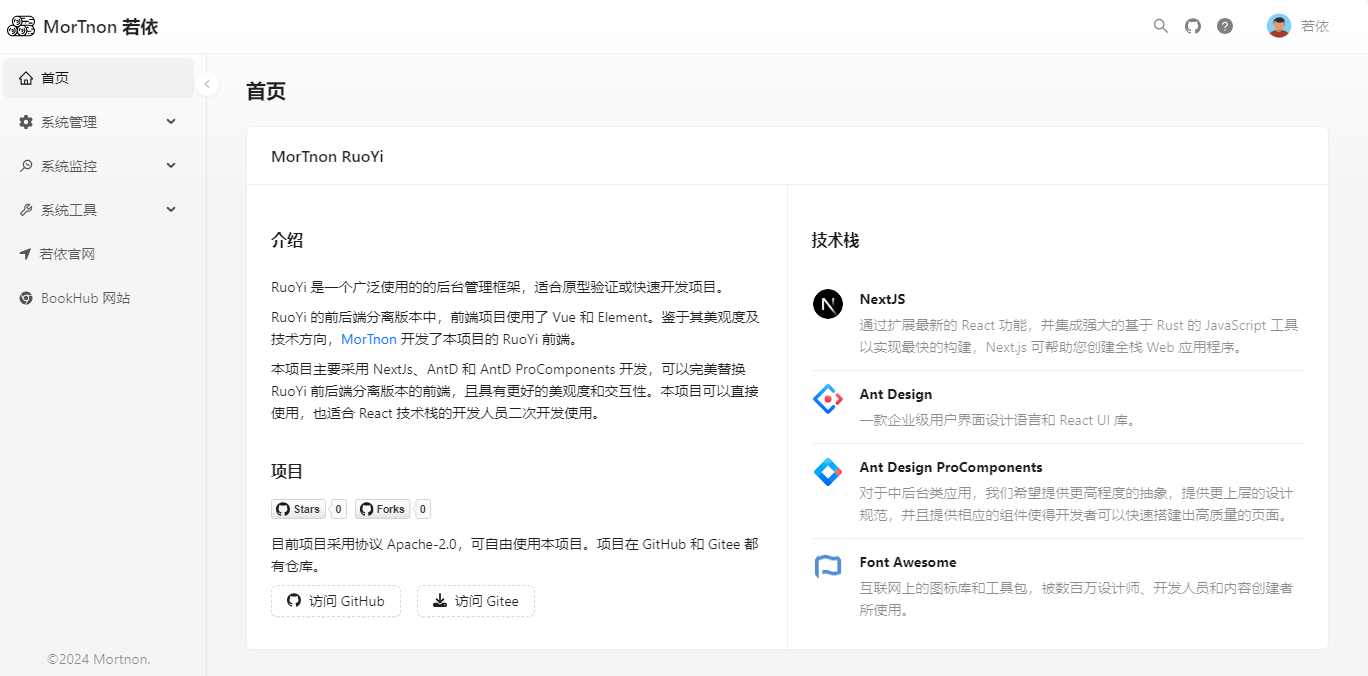 MorTnon 若依
若依
首页
系统管理
系统监控
系统工具
若依官网
BookHub 网站
©2024 Mortnon.
首页
MorTnon RuoYi
介绍
RuoYi 是一个广泛使用的的后台管理框架，适合原型验证或快速开发项目。
RuoYi 的前后端分离版本中，前端项目使用了 Vue 和 Element。鉴于其美观度及
技术方向，MorTnon 开发了本项目的 RuoYi 前端。
本项目主要采用 NextJs、AntD 和 AntD ProComponents 开发，可以完美替换
RuoYi 前后端分离版本的前端，且具有更好的美观度和交互性。本项目可以直接
使用，也适合 React 技术栈的开发人员二次开发使用。
项目
Stars 0 Forks 0
目前项目采用协议 Apache-2.0，可自由使用本项目。项目在 GitHub 和 Gitee 都
有仓库。
访问 GitHub 访问 Gitee
技术栈
NextJS
通过扩展最新的 React 功能，并集成强大的基于 Rust 的 JavaScript 工具
以实现最快的构建，Next.js 可帮助您创建全栈 Web 应用程序。
Ant Design
一款企业级用户界面设计语言和 React UI 库。
Ant Design ProComponents
对于中后台类应用，我们希望提供更高程度的抽象，提供更上层的设计
规范，并且提供相应的组件使得开发者可以快速搭建出高质量的页面。
Font Awesome
互联网上的图标库和工具包，被数百万设计师、开发人员和内容创建者
所使用。